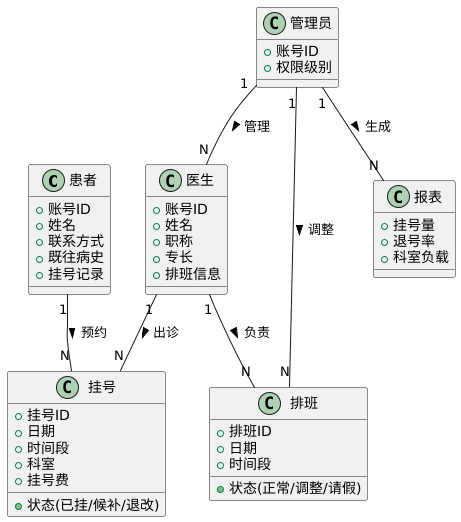 C 管理员
账号ID
权限级别
1
1
1
管理
生成
N
N
C 患者
账号ID
姓名
联系方式
既往病史
挂号记录
C 医生
账号ID
姓名
职称
专长
排班信息
调整
C 报表
挂号量
退号率
科室负载
1
1
1
预约
出诊
负责
N
N
N
N
C 挂号
挂号ID
日期
时间段
科室
挂号费
状态(已挂/候补/退改)
C 排班
排班ID
日期
时间段
状态(正常/调整/请假)